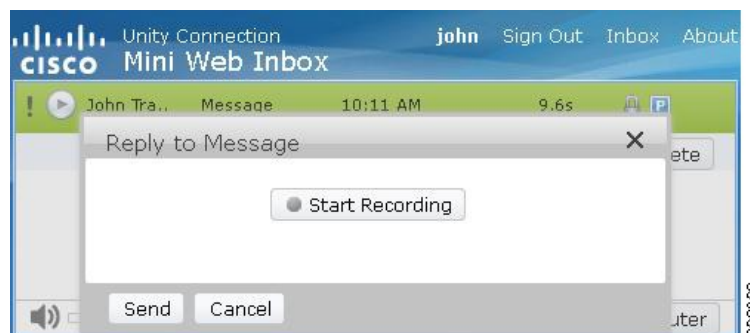 Unity Connection john Sign Out Inbox About
CISCO Mini Web Inbox
! John Tra.. Message 10:11 AM 9.6s P
Reply to Message
ete
Start Recording
Send Cancel
uter